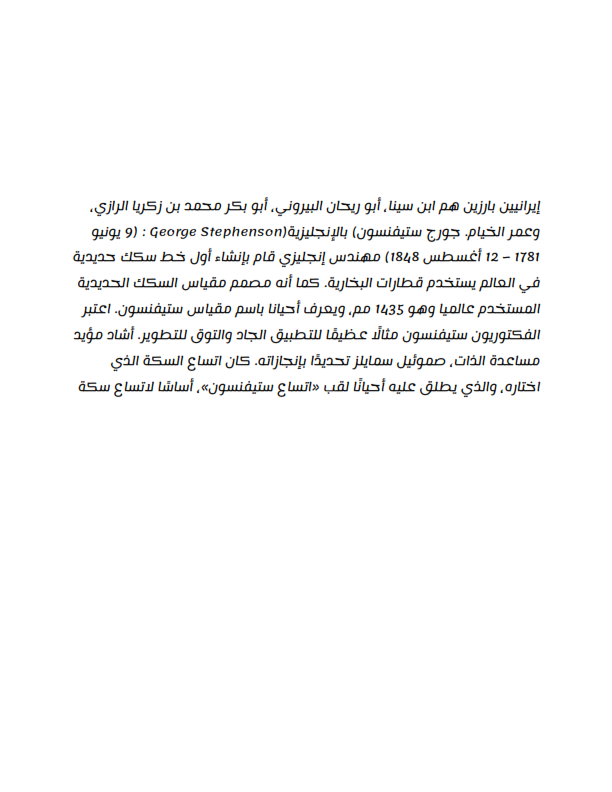 إيرانيين بارزين هم ابن سينا، أبو ريحان البيروني، أبو بكر محمد بن زكريا الرازي،
وعمر الخيام. جورج ستيفنسون) بالإنجليزية(George Stephenson : (9 يونيو
1781 – 12 أغسطس 1848) مهندس إنجليزي قام بإنشاء أول خط سكك حديدية
في العالم يستخدم قطارات البخارية. كما أنه مصمم مقياس السكك الحديدية
المستخدم عالميا وهو 1435 مم، ويعرف أحيانا باسم مقياس ستيفنسون. اعتبر
الفكتوريون ستيفنسون مثالًا عظيمًا للتطبيق الجاد والتوق للتطوير. أشاد مؤيد
مساعدة الذات، صموئيل سمايلز تحديدًا بإنجازاته. كان اتساع السكة الذي
اختاره، والذي يطلق عليه أحيانًا لقب «اتساع ستيفنسون»، أساسًا لاتساع سكة